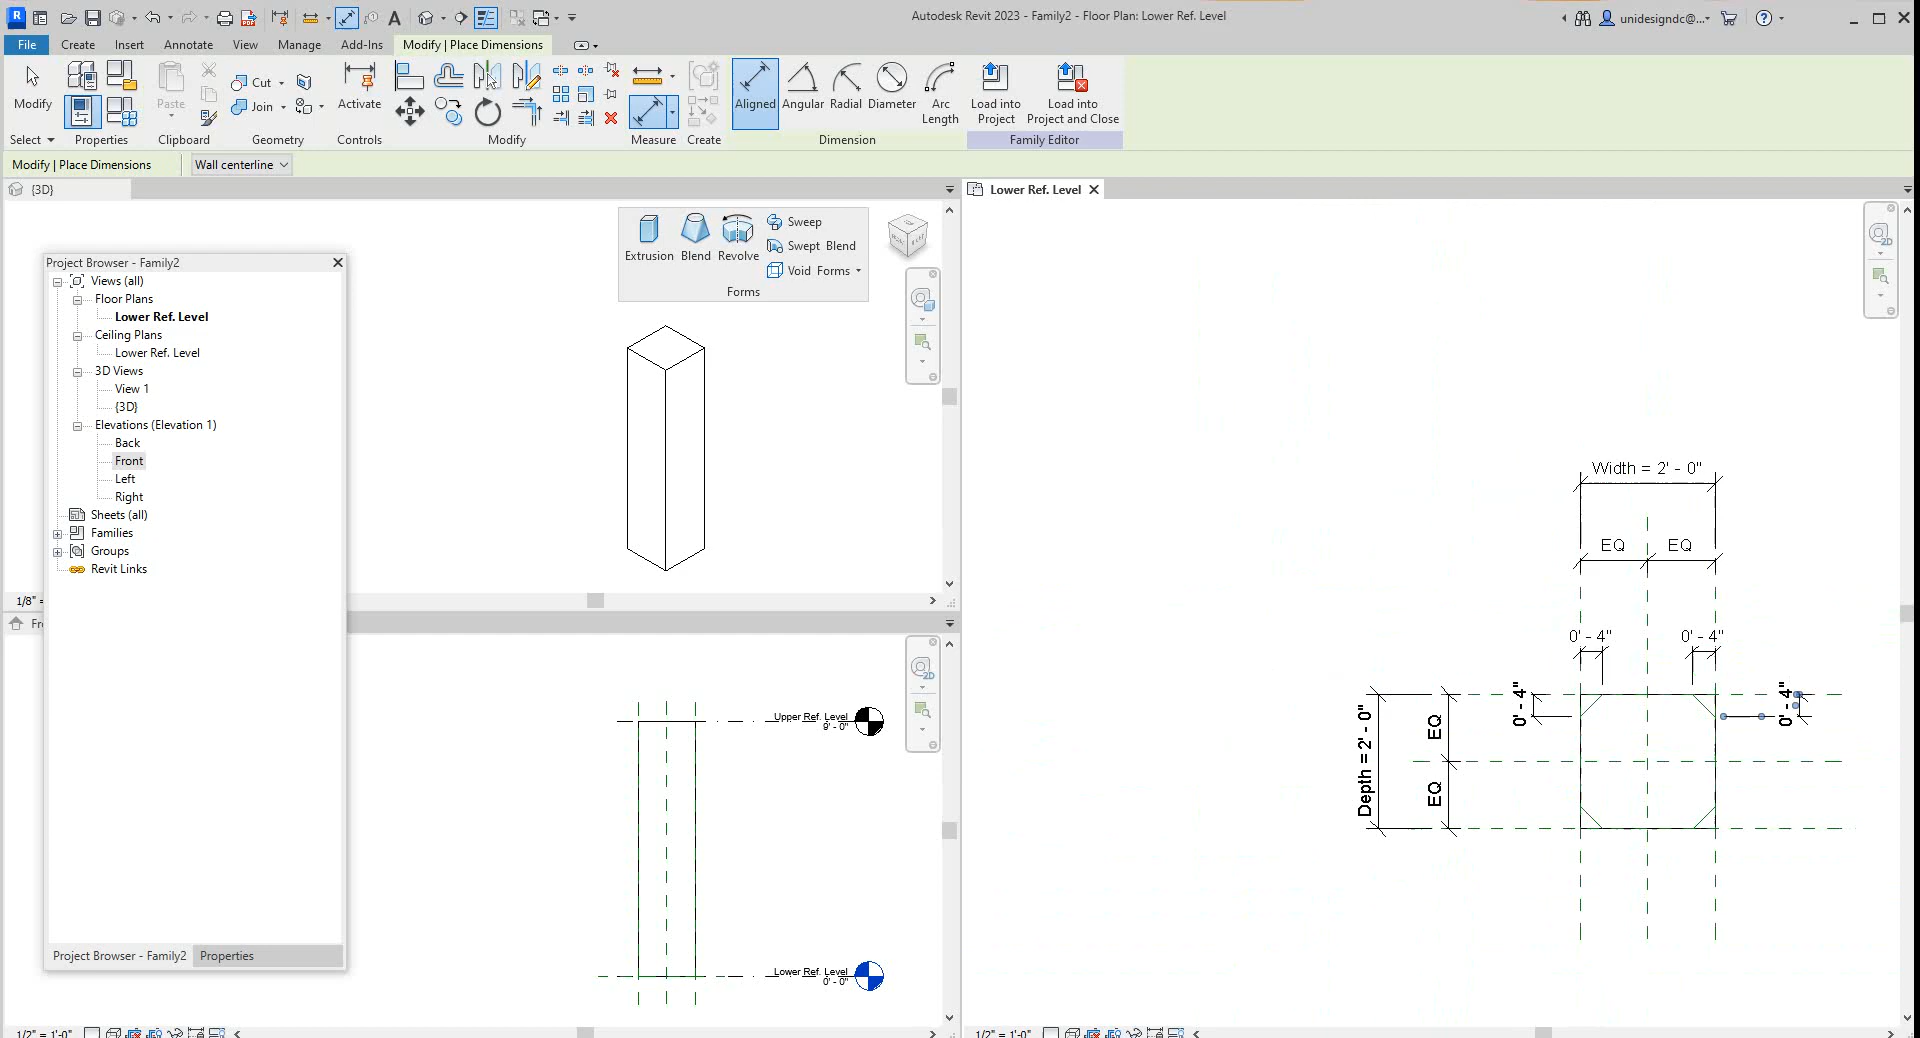 Autodesk Revit 2023 - Family2 - Floor Plan: Lower Ref. Level
unidesigndc@...
File Create Insert Annotate View Manage Add-Ins Modify | Place Dimensions
Modify
Paste
Cut
Join
Activate
Aligned Angular Radial Diameter Arc Length
Load into Project
Load into Project and Close
Select Properties Clipboard Geometry Controls Modify Measure Create Dimension Family Editor
Modify | Place Dimensions Wall centerline
{3D}
Lower Ref. Level
Extrusion Blend Revolve
Sweep
Swept Blend
Void Forms
Forms
Project Browser - Family2
Views (all)
Floor Plans
Lower Ref. Level
Ceiling Plans
Lower Ref. Level
3D Views
View 1
{3D}
Elevations (Elevation 1)
Back
Front
Left
Right
Sheets (all)
Families
Groups
Revit Links
Project Browser - Family2 Properties
1/8" =
Fr
Upper Ref. Level
9' - 0"
Lower Ref. Level
0' - 0"
1/2" = 1'-0"
Width = 2' - 0"
EQ EQ
0' - 4" 0' - 4"
0' - 4"
0' - 4"
Depth = 2' - 0"
EQ
EQ
1/2" = 1'-0"
2D
2D